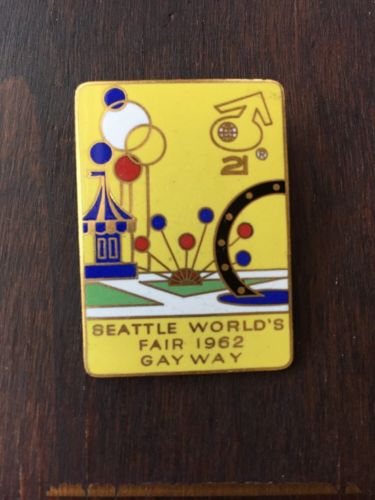 21®
SEATTLE WORLD'S
FAIR 1962
GAY WAY